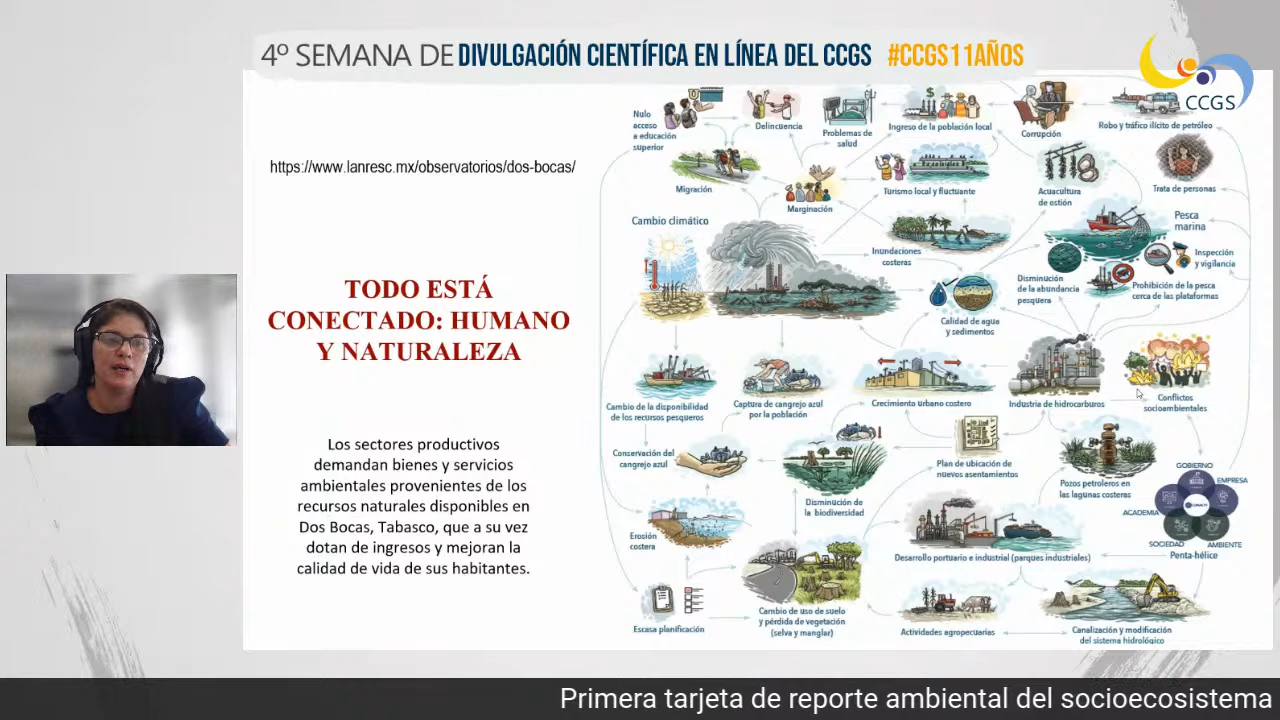 4º SEMANA DE DIVULGACIÓN CIENTÍFICA EN LÍNEA DEL CCGS #CCGS11AÑOS
CCGS
https://www.lanresc.mx/observatorios/dos-bocas/
TODO ESTÁ
CONECTADO: HUMANO
Y NATURALEZA
Los sectores productivos
demandan bienes y servicios
ambientales provenientes de los
recursos naturales disponibles en
Dos Bocas, Tabasco, que a su vez
dotan de ingresos y mejoran la
calidad de vida de sus habitantes.
Nulo
acceso
a educación
superior
Delincuencia
Problemas de
salud
Ingreso de la población local
Corrupción
Robo y tráfico ilícito de petróleo
Migración
Marginación
Turismo local y fluctuante
Acuacultura
de ostión
Trata de personas
Cambio climático
Inundaciones
costeras
Pesca
marina
Inspección
y vigilancia
Disminución
de la abundancia
pesquera
Prohibición de la pesca
cerca de las plataformas
Calidad de agua
y sedimentos
Cambio de la disponibilidad
de los recursos pesqueros
Captura de cangrejo azul
por la población
Crecimiento urbano costero
Industria de hidrocarburos
Conflictos
socioambientales
Conservación del
cangrejo azul
Disminución de
la biodiversidad
Plan de ubicación de
nuevos asentamientos
Pozos petroleros en
las lagunas costeras
GOBIERNO
EMPRESA
ACADEMIA
SOCIEDAD
AMBIENTE
Penta-hélice
Erosión
costera
Desarrollo portuario e industrial (parques industriales)
Escasa planificación
Cambio de uso de suelo
y pérdida de vegetación
(selva y manglar)
Actividades agropecuarias
Canalización y modificación
del sistema hidrológico
Primera tarjeta de reporte ambiental del socioecosistema